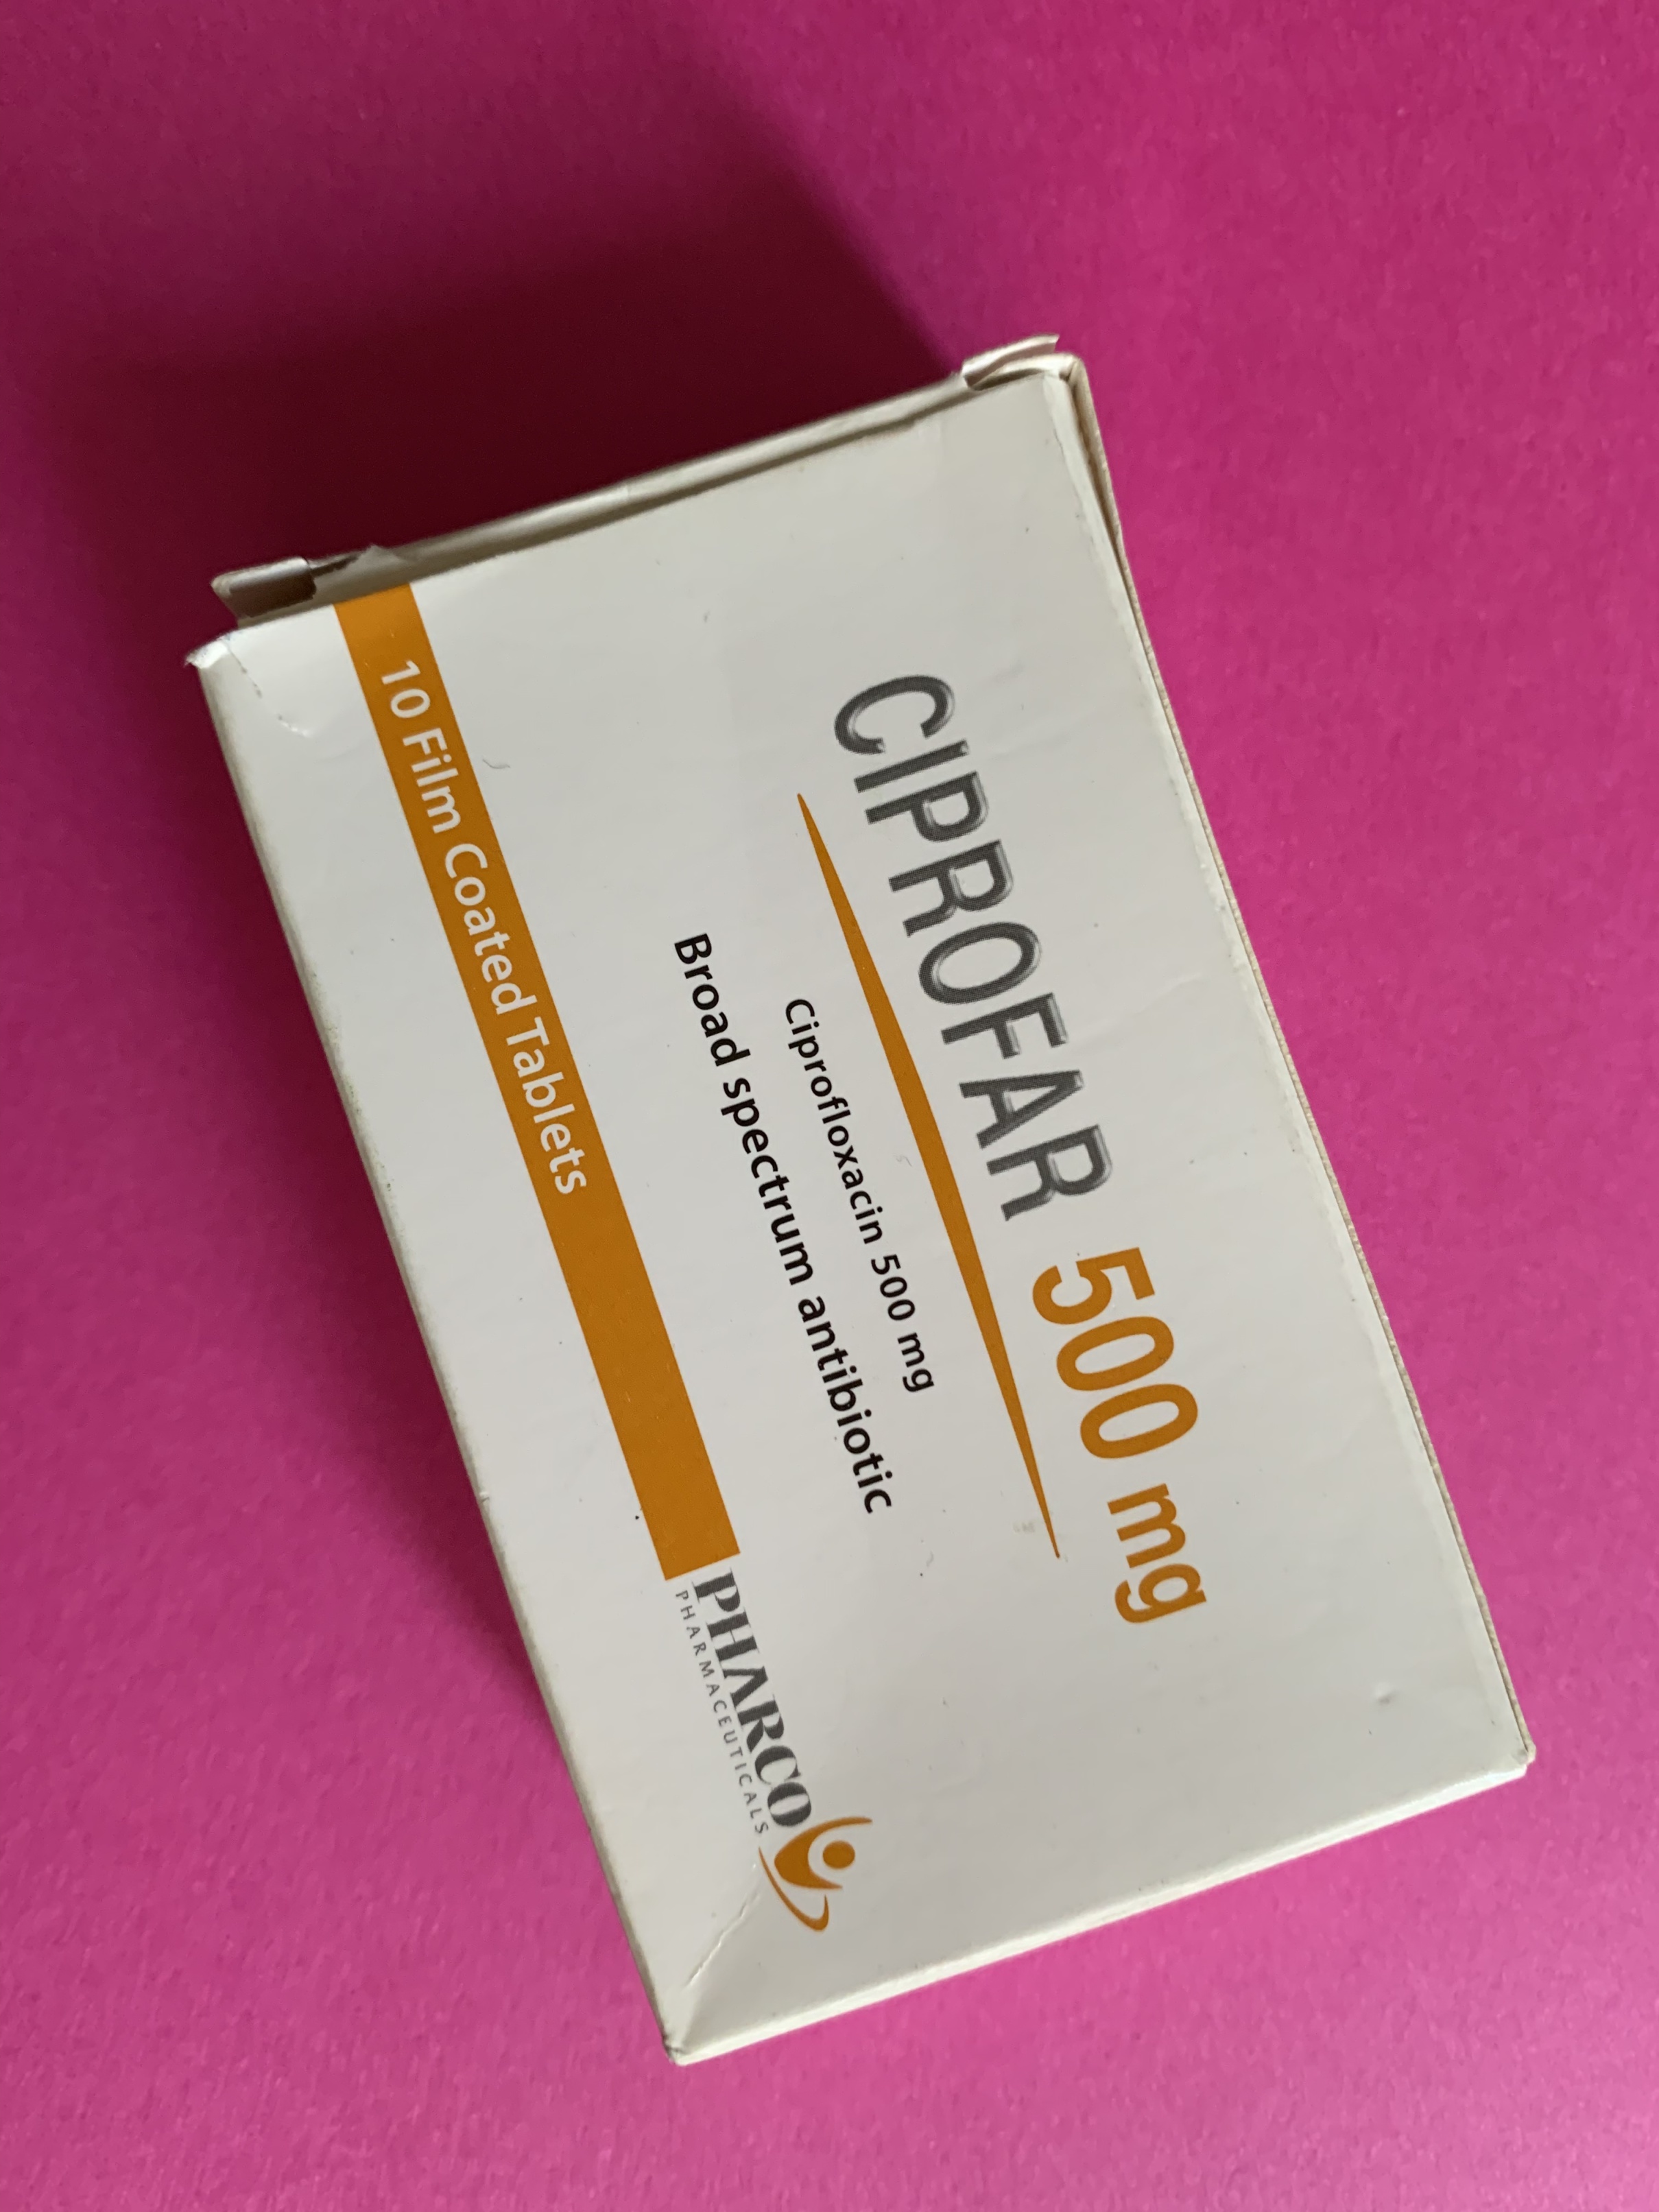 CIPROFAR 500 mg
Ciprofloxacin 500 mg
Broad spectrum antibiotic
10 Film Coated Tablets
PHARCO
PHARMACEUTICALS